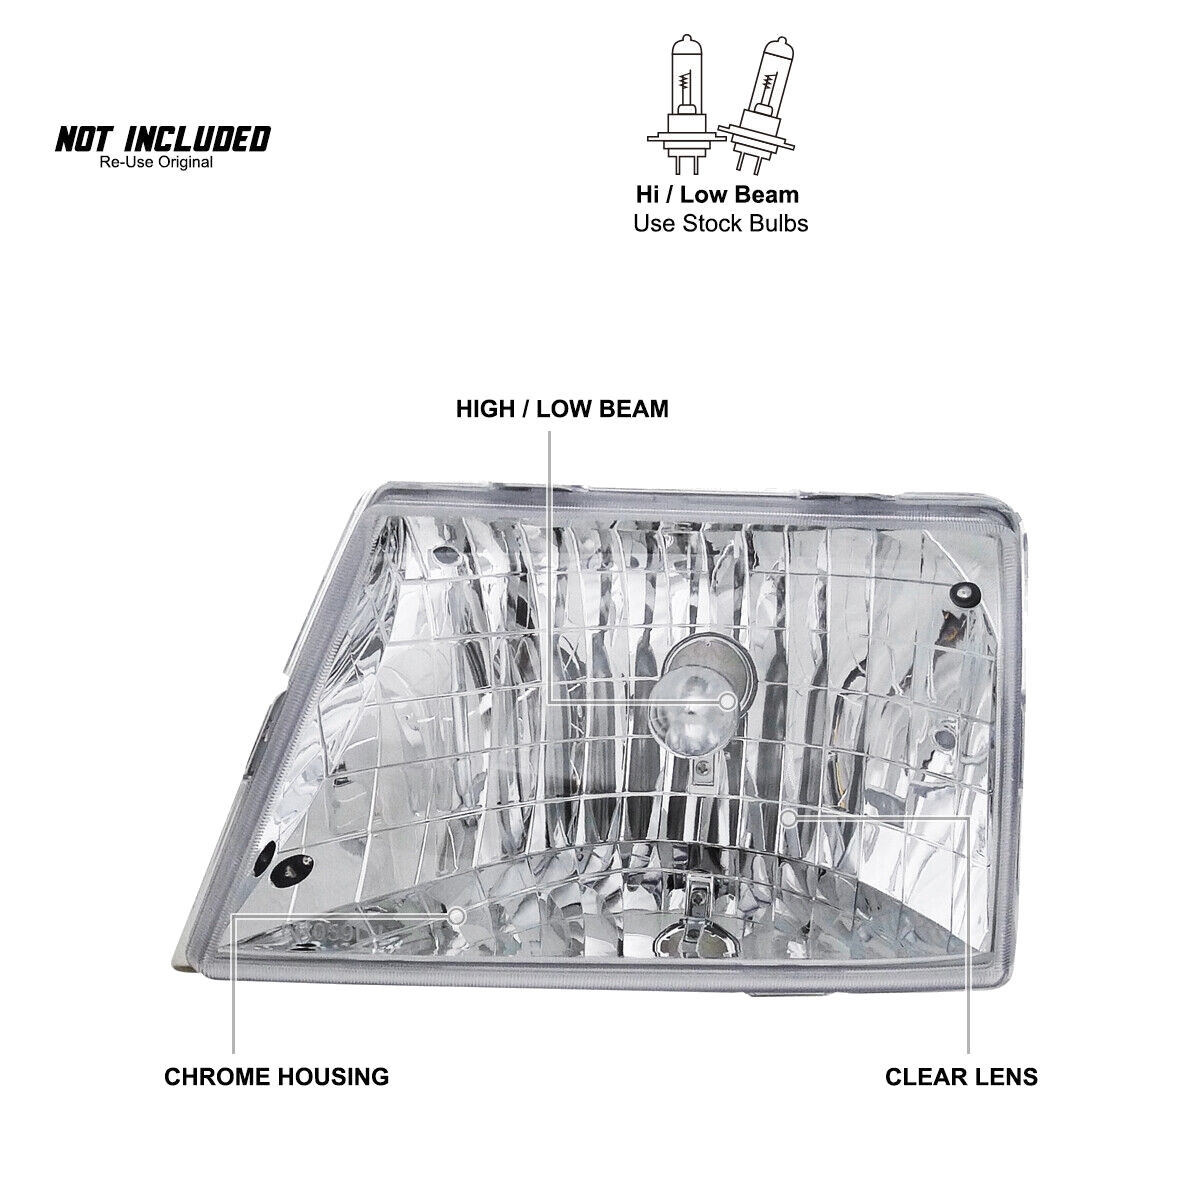 NOT INCLUDED
Re-Use Original
Hi / Low Beam
Use Stock Bulbs
HIGH / LOW BEAM
CHROME HOUSING
CLEAR LENS